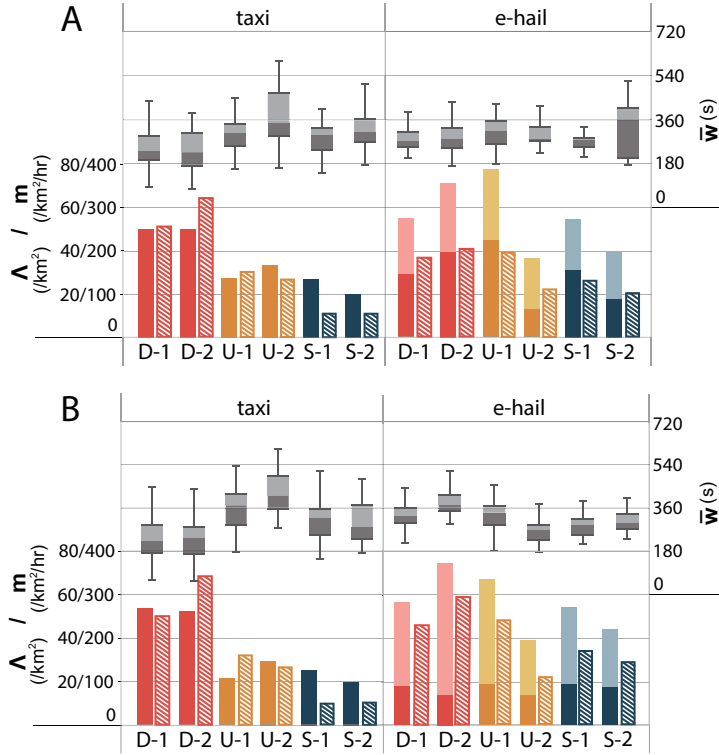 A
taxi
e-hail
720
540
360
180
0
w̅ (s)
80/400
60/300
40/200
20/100
0
Λ / m
(/km²) (/km²/hr)
D-1 D-2 U-1 U-2 S-1 S-2
D-1 D-2 U-1 U-2 S-1 S-2
B
taxi
e-hail
720
540
360
180
0
w̅ (s)
80/400
60/300
40/200
20/100
0
Λ / m
(/km²) (/km²/hr)
D-1 D-2 U-1 U-2 S-1 S-2
D-1 D-2 U-1 U-2 S-1 S-2